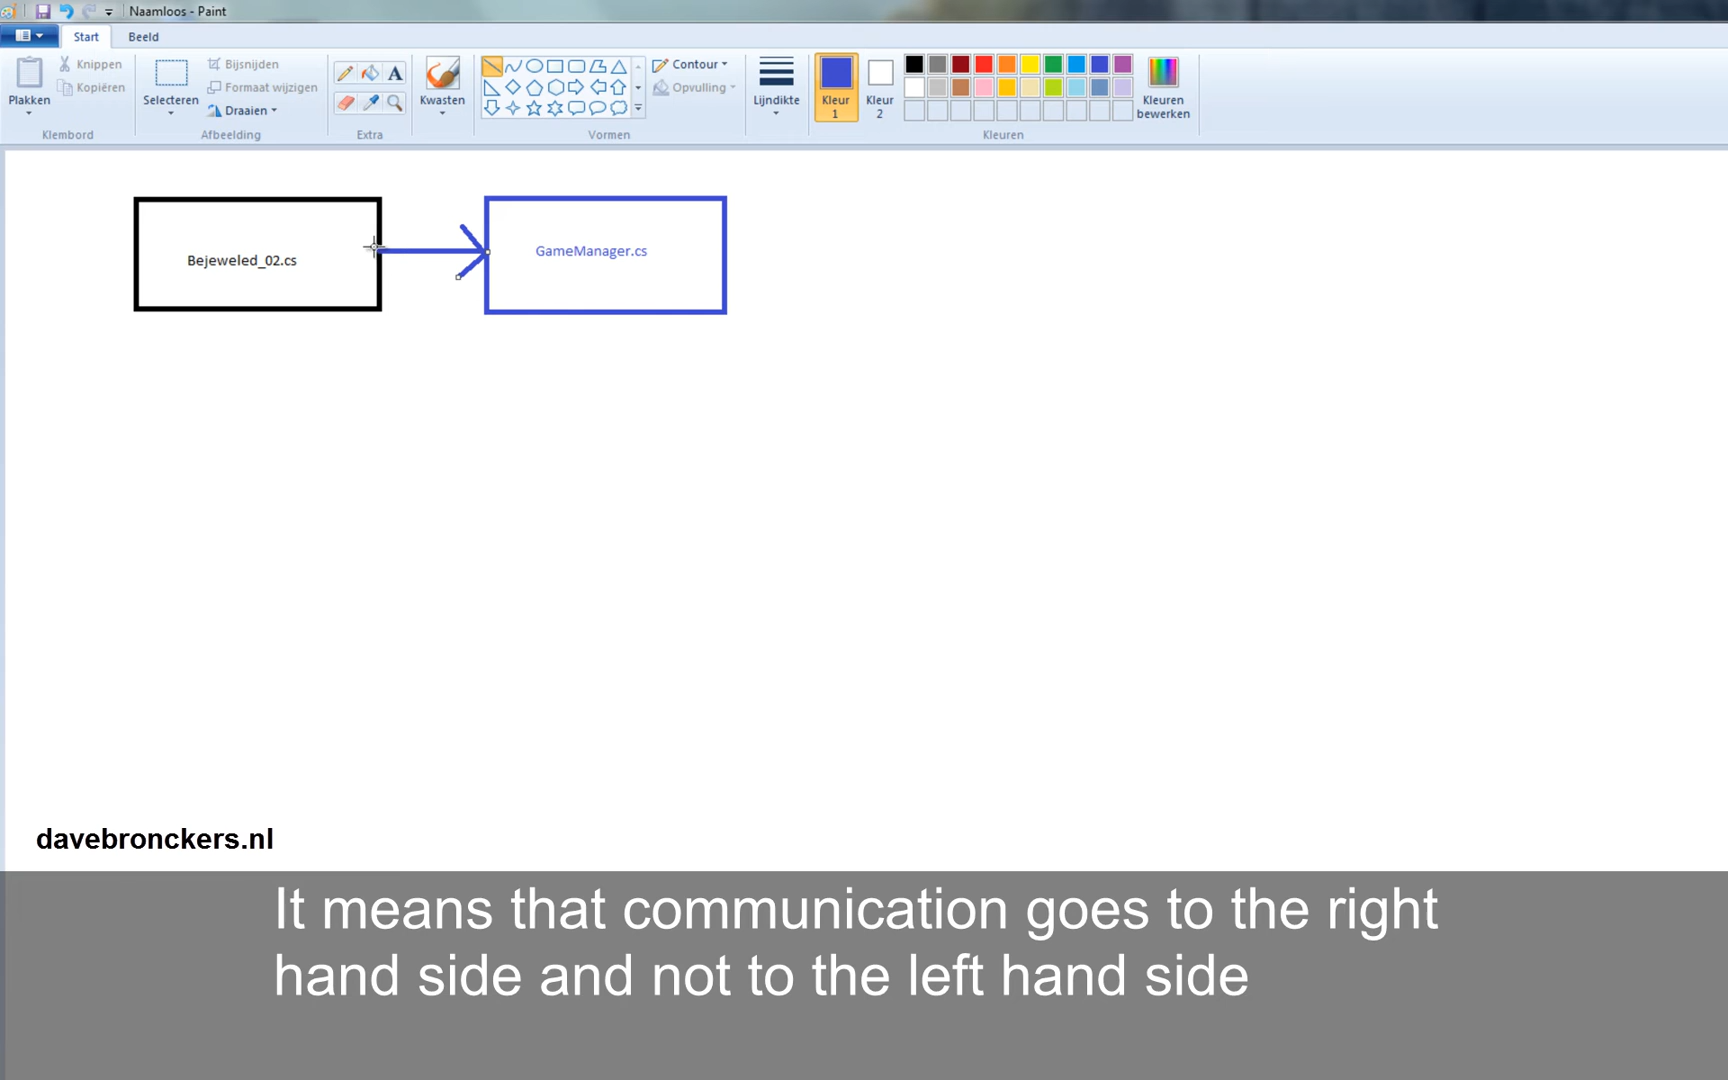 Naamloos - Paint
Start Beeld
Knippen
Kopiëren
Plakken
Klembord
Selecteren
Bijsnijden
Formaat wijzigen
Draaien
Afbeelding
A
Extra
Kwasten
Contour
Opvulling
Vormen
Lijndikte
Kleur
1
Kleur
2
Kleuren
bewerken
Kleuren
Bejeweled_02.cs
GameManager.cs
davebronckers.nl
It means that communication goes to the right
hand side and not to the left hand side